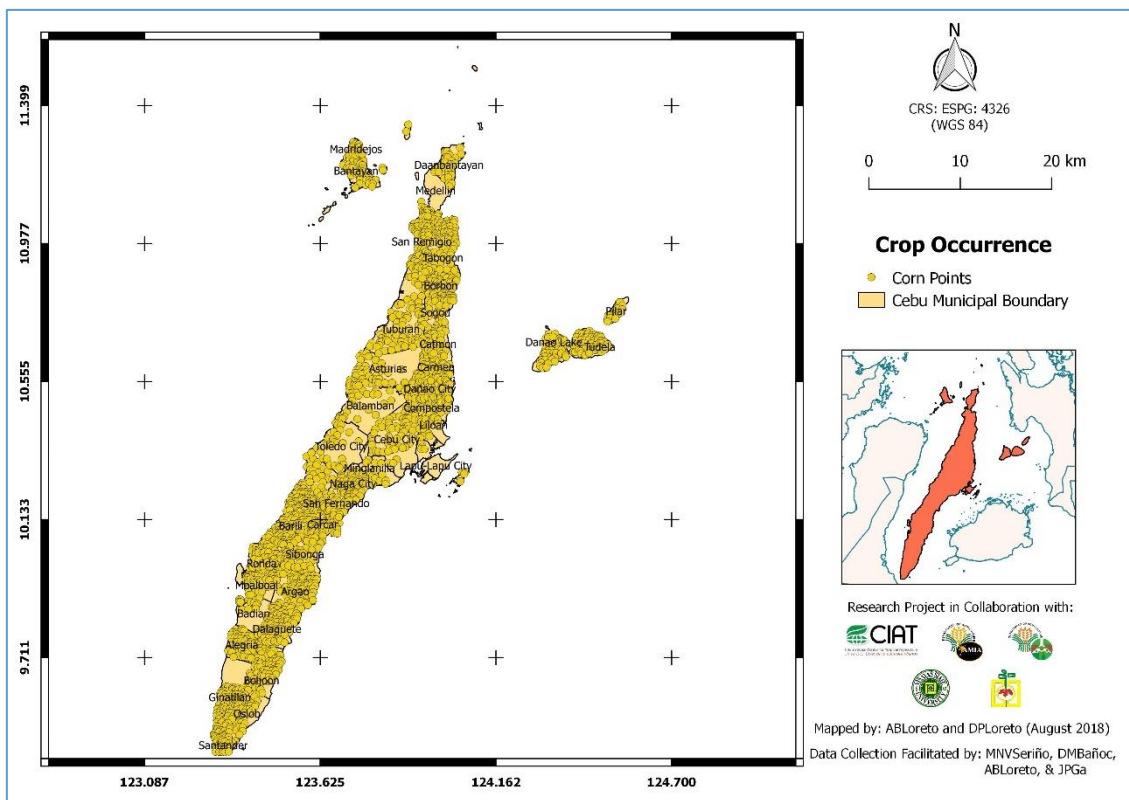 11.399
10.977
10.555
10.133
9.711
123.087
123.625
124.162
124.700
Madridejos
Bantayan
Daanbantayan
Medellin
San Remigio
Tabogon
Borbon
Sogod
Tuburan
Catmon
Asturias
Carmen
Danao City
Balamban
Compostela
Liloan
Cebu City
Toledo City
Lapu-Lapu City
Minglanilla
Naga City
San Fernando
Barili
Carcar
Sibonga
Ronda
Moalboal
Argao
Badian
Dalaguete
Alegria
Boljoon
Ginatilan
Oslob
Santander
Pilar
Danao Lake
Tudela
N
CRS: ESPG: 4326
(WGS 84)
0 10 20 km
Crop Occurrence
Corn Points
Cebu Municipal Boundary
Research Project in Collaboration with:
CIAT
AMIA
Mapped by: ABLoreto and DPLoreto (August 2018)
Data Collection Facilitated by: MNVSeriño, DMBañoc,
ABLoreto, & JPGa